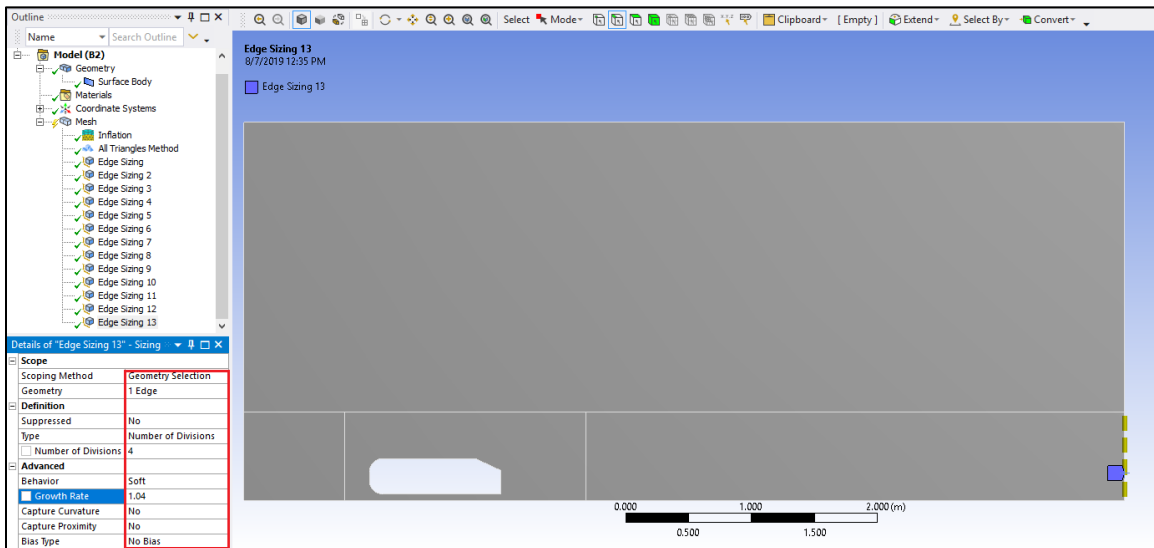 Outline
Name Search Outline
Model (B2)
Geometry
Surface Body
Materials
Coordinate Systems
Mesh
Inflation
All Triangles Method
Edge Sizing
Edge Sizing 2
Edge Sizing 3
Edge Sizing 4
Edge Sizing 5
Edge Sizing 6
Edge Sizing 7
Edge Sizing 8
Edge Sizing 9
Edge Sizing 10
Edge Sizing 11
Edge Sizing 12
Edge Sizing 13
Details of "Edge Sizing 13" - Sizing
Scope
Scoping Method Geometry Selection
Geometry 1 Edge
Definition
Suppressed No
Type Number of Divisions
Number of Divisions 4
Advanced
Behavior Soft
Growth Rate 1.04
Capture Curvature No
Capture Proximity No
Bias Type No Bias
Select Mode Clipboard [ Empty ] Extend Select By Convert
Edge Sizing 13
8/7/2019 12:35 PM
Edge Sizing 13
0.000 1.000 2.000 (m)
0.500 1.500